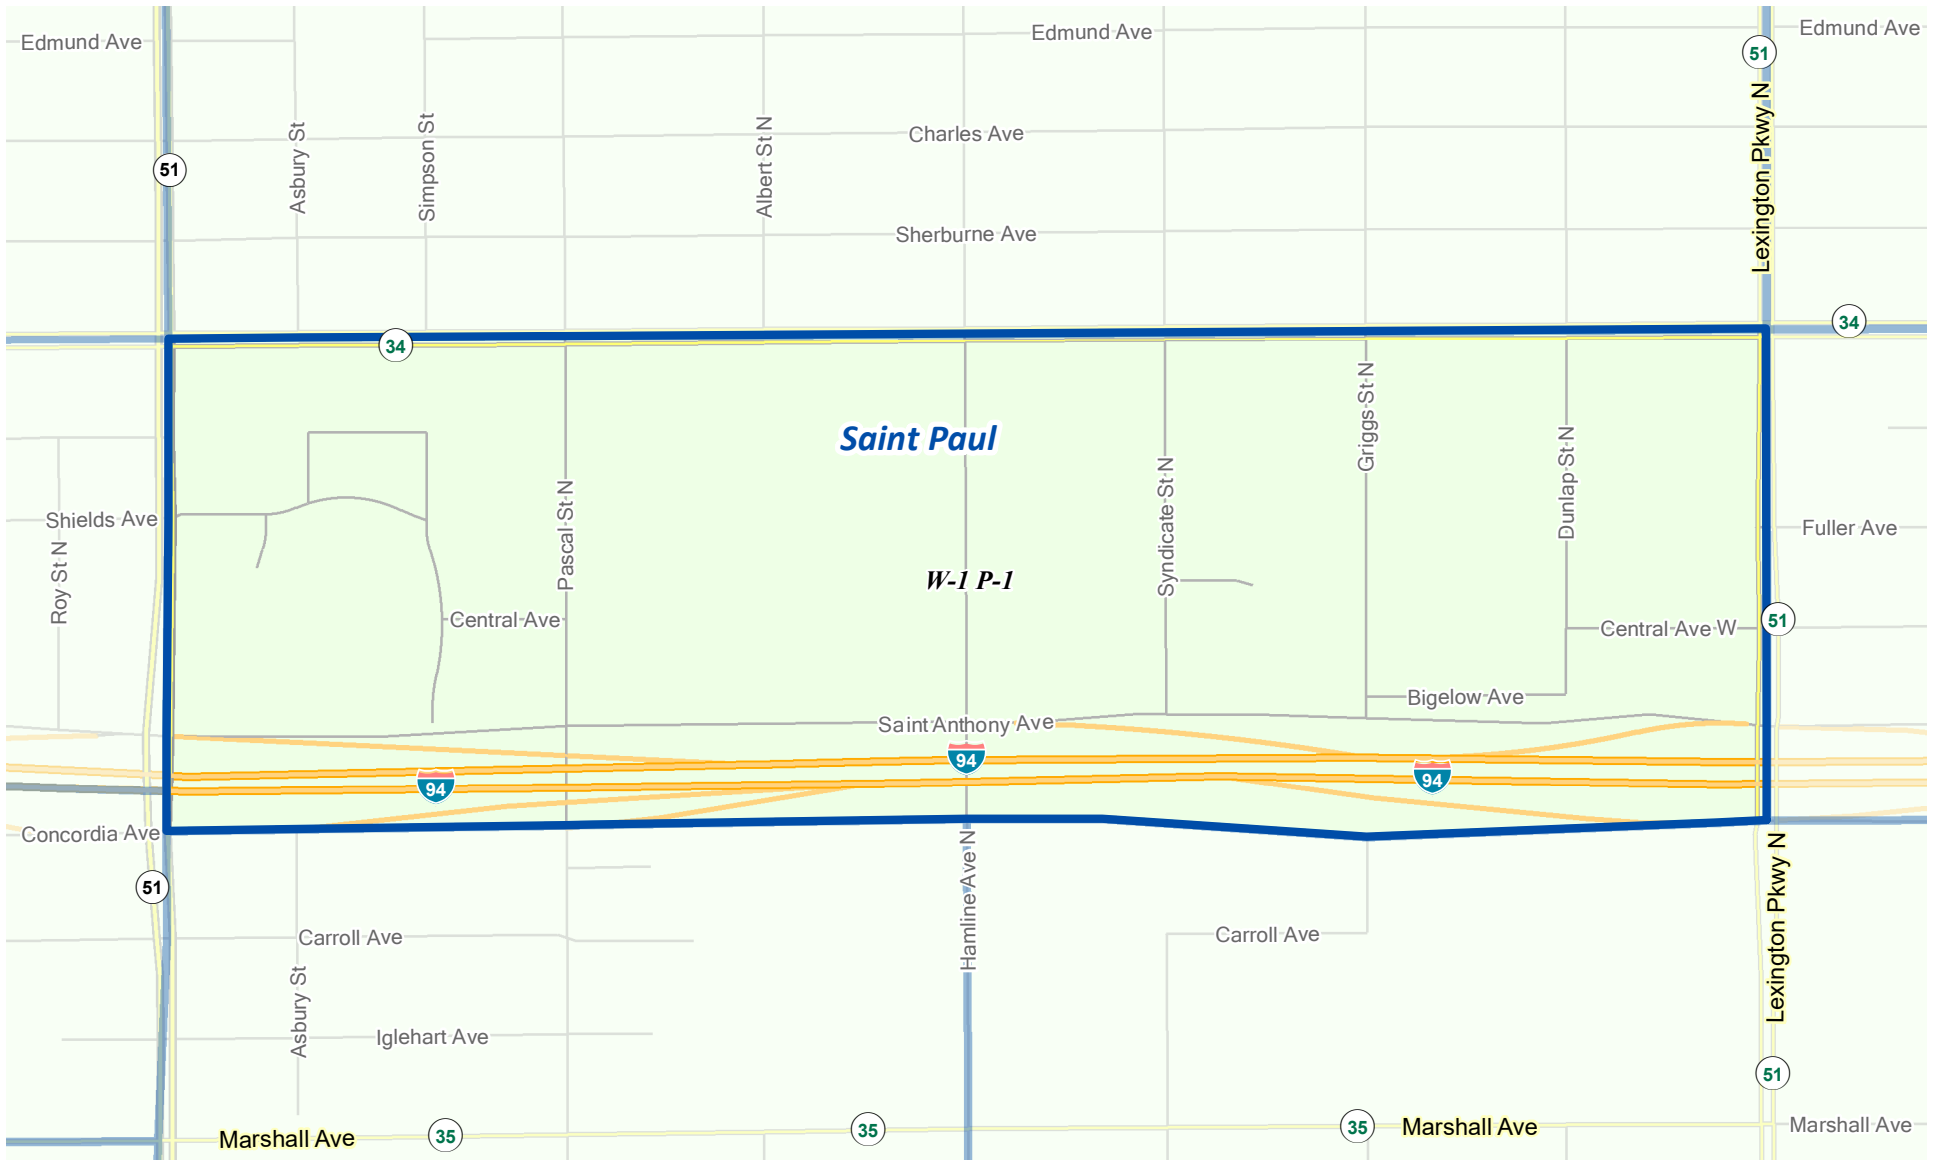 Edmund Ave
Edmund Ave
Edmund Ave
51
Lexington Pkwy N
Asbury St
Simpson St
Albert St N
Charles Ave
51
Sherburne Ave
34
34
Saint Paul
Griggs St N
Dunlap St N
Pascal St N
Syndicate St N
Shields Ave
Fuller Ave
Roy St N
W-1 P-1
Central Ave
Central Ave W
51
Bigelow Ave
Saint Anthony Ave
94
94
94
Concordia Ave
51
Hamline Ave N
Lexington Pkwy N
Carroll Ave
Carroll Ave
Asbury St
Iglehart Ave
51
Marshall Ave
35
35
35
Marshall Ave
Marshall Ave